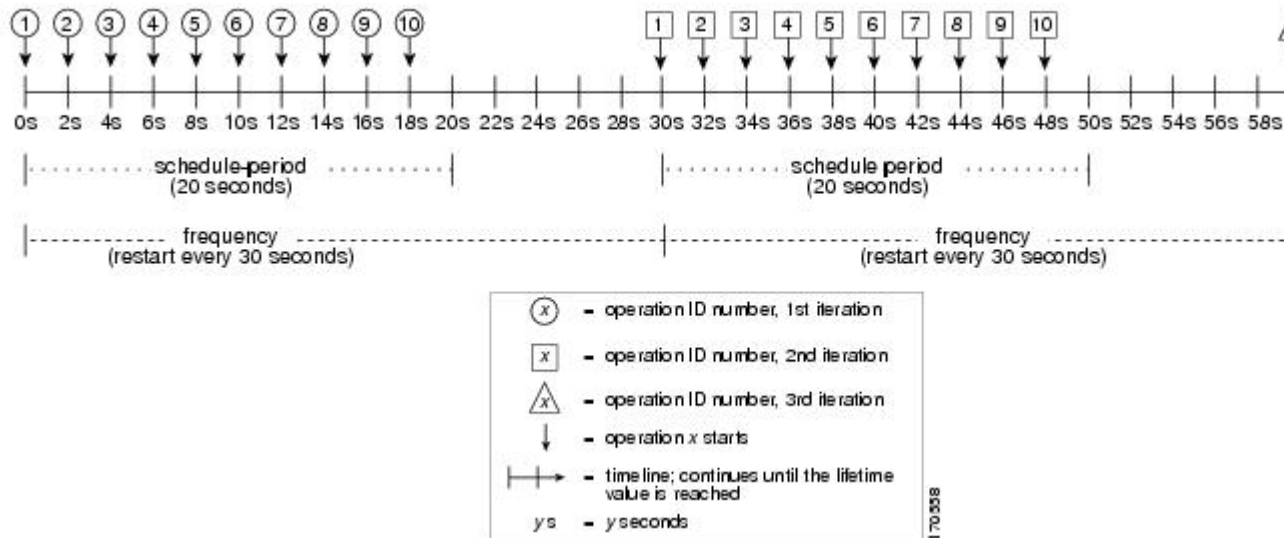 1 2 3 4 5 6 7 8 9 10 1 2 3 4 5 6 7 8 9 10
0s 2s 4s 6s 8s 10s 12s 14s 16s 18s 20s 22s 24s 26s 28s 30s 32s 34s 36s 38s 40s 42s 44s 46s 48s 50s 52s 54s 56s 58s
schedule-period schedule-period
(20 seconds) (20 seconds)
frequency frequency
(restart every 30 seconds) (restart every 30 seconds)
x = operation ID number, 1st iteration
x = operation ID number, 2nd iteration
x = operation ID number, 3rd iteration
= operation x starts
= timeline; continues until the lifetime
value is reached
y s = y seconds
170558